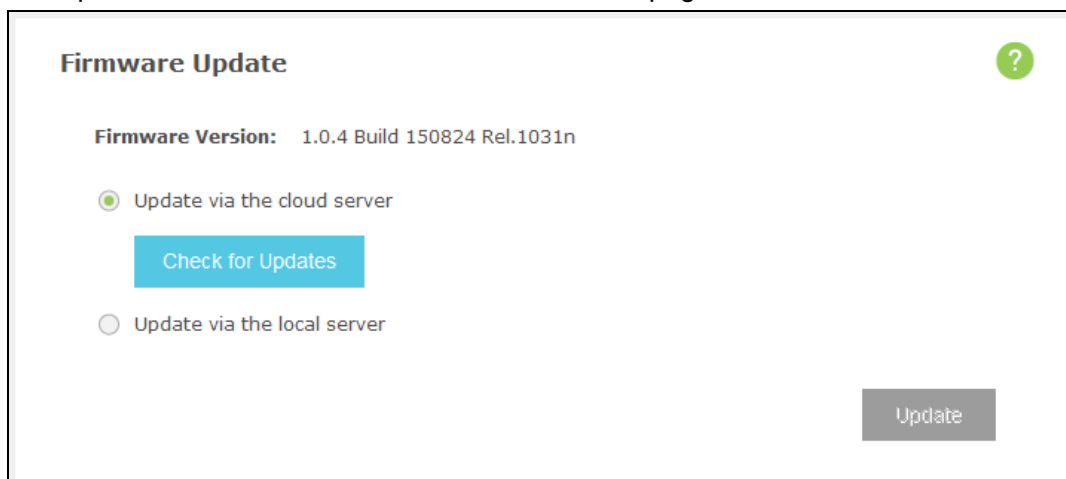 Firmware Update ?
Firmware Version: 1.0.4 Build 150824 Rel.1031n
Update via the cloud server
Check for Updates
Update via the local server
Update